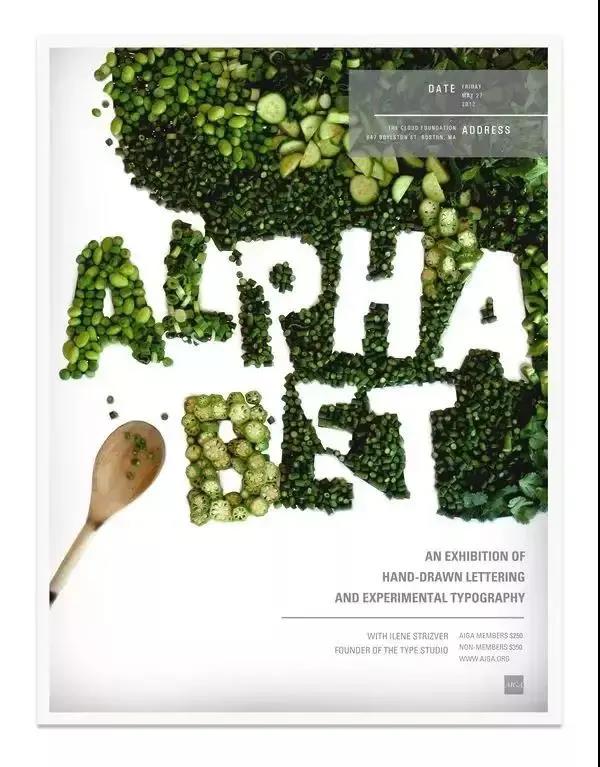 DATE FRIDAY
MAY 27
2012
THE CLOUD FOUNDATION ADDRESS
647 BOYLSTON ST. BOSTON, MA
ALPHA
BET
AN EXHIBITION OF
HAND-DRAWN LETTERING
AND EXPERIMENTAL TYPOGRAPHY
WITH ILENE STRIZVER
FOUNDER OF THE TYPE STUDIO
AIGA MEMBERS $250
NON-MEMBERS $350
WWW.AIGA.ORG
AIGA